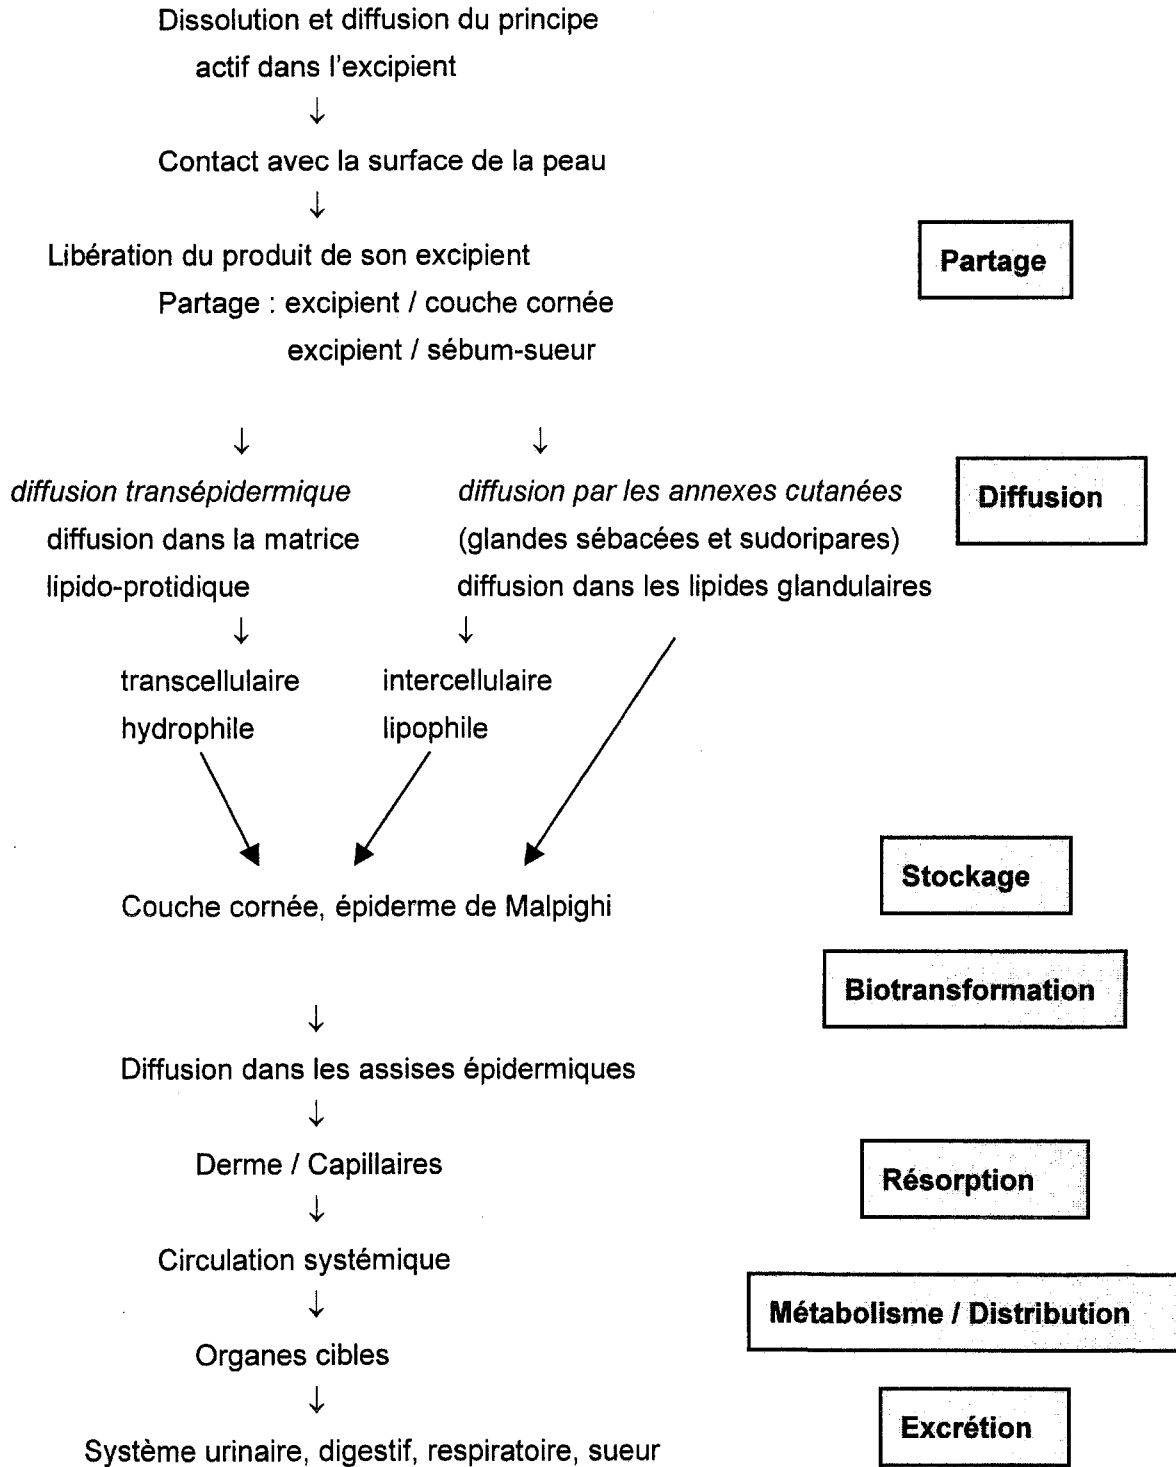 Dissolution et diffusion du principe
actif dans l'excipient
↓
Contact avec la surface de la peau
↓
Libération du produit de son excipient
Partage
Partage : excipient / couche cornée
excipient / sébum-sueur
↓ ↓
diffusion transépidermique diffusion par les annexes cutanées
Diffusion
diffusion dans la matrice (glandes sébacées et sudoripares)
lipido-protidique diffusion dans les lipides glandulaires
↓ ↓
transcellulaire intercellulaire
hydrophile lipophile
Stockage
Couche cornée, épiderme de Malpighi
Biotransformation
↓
Diffusion dans les assises épidermiques
↓
Derme / Capillaires
Résorption
↓
Circulation systémique
↓
Métabolisme / Distribution
Organes cibles
↓
Excrétion
Système urinaire, digestif, respiratoire, sueur